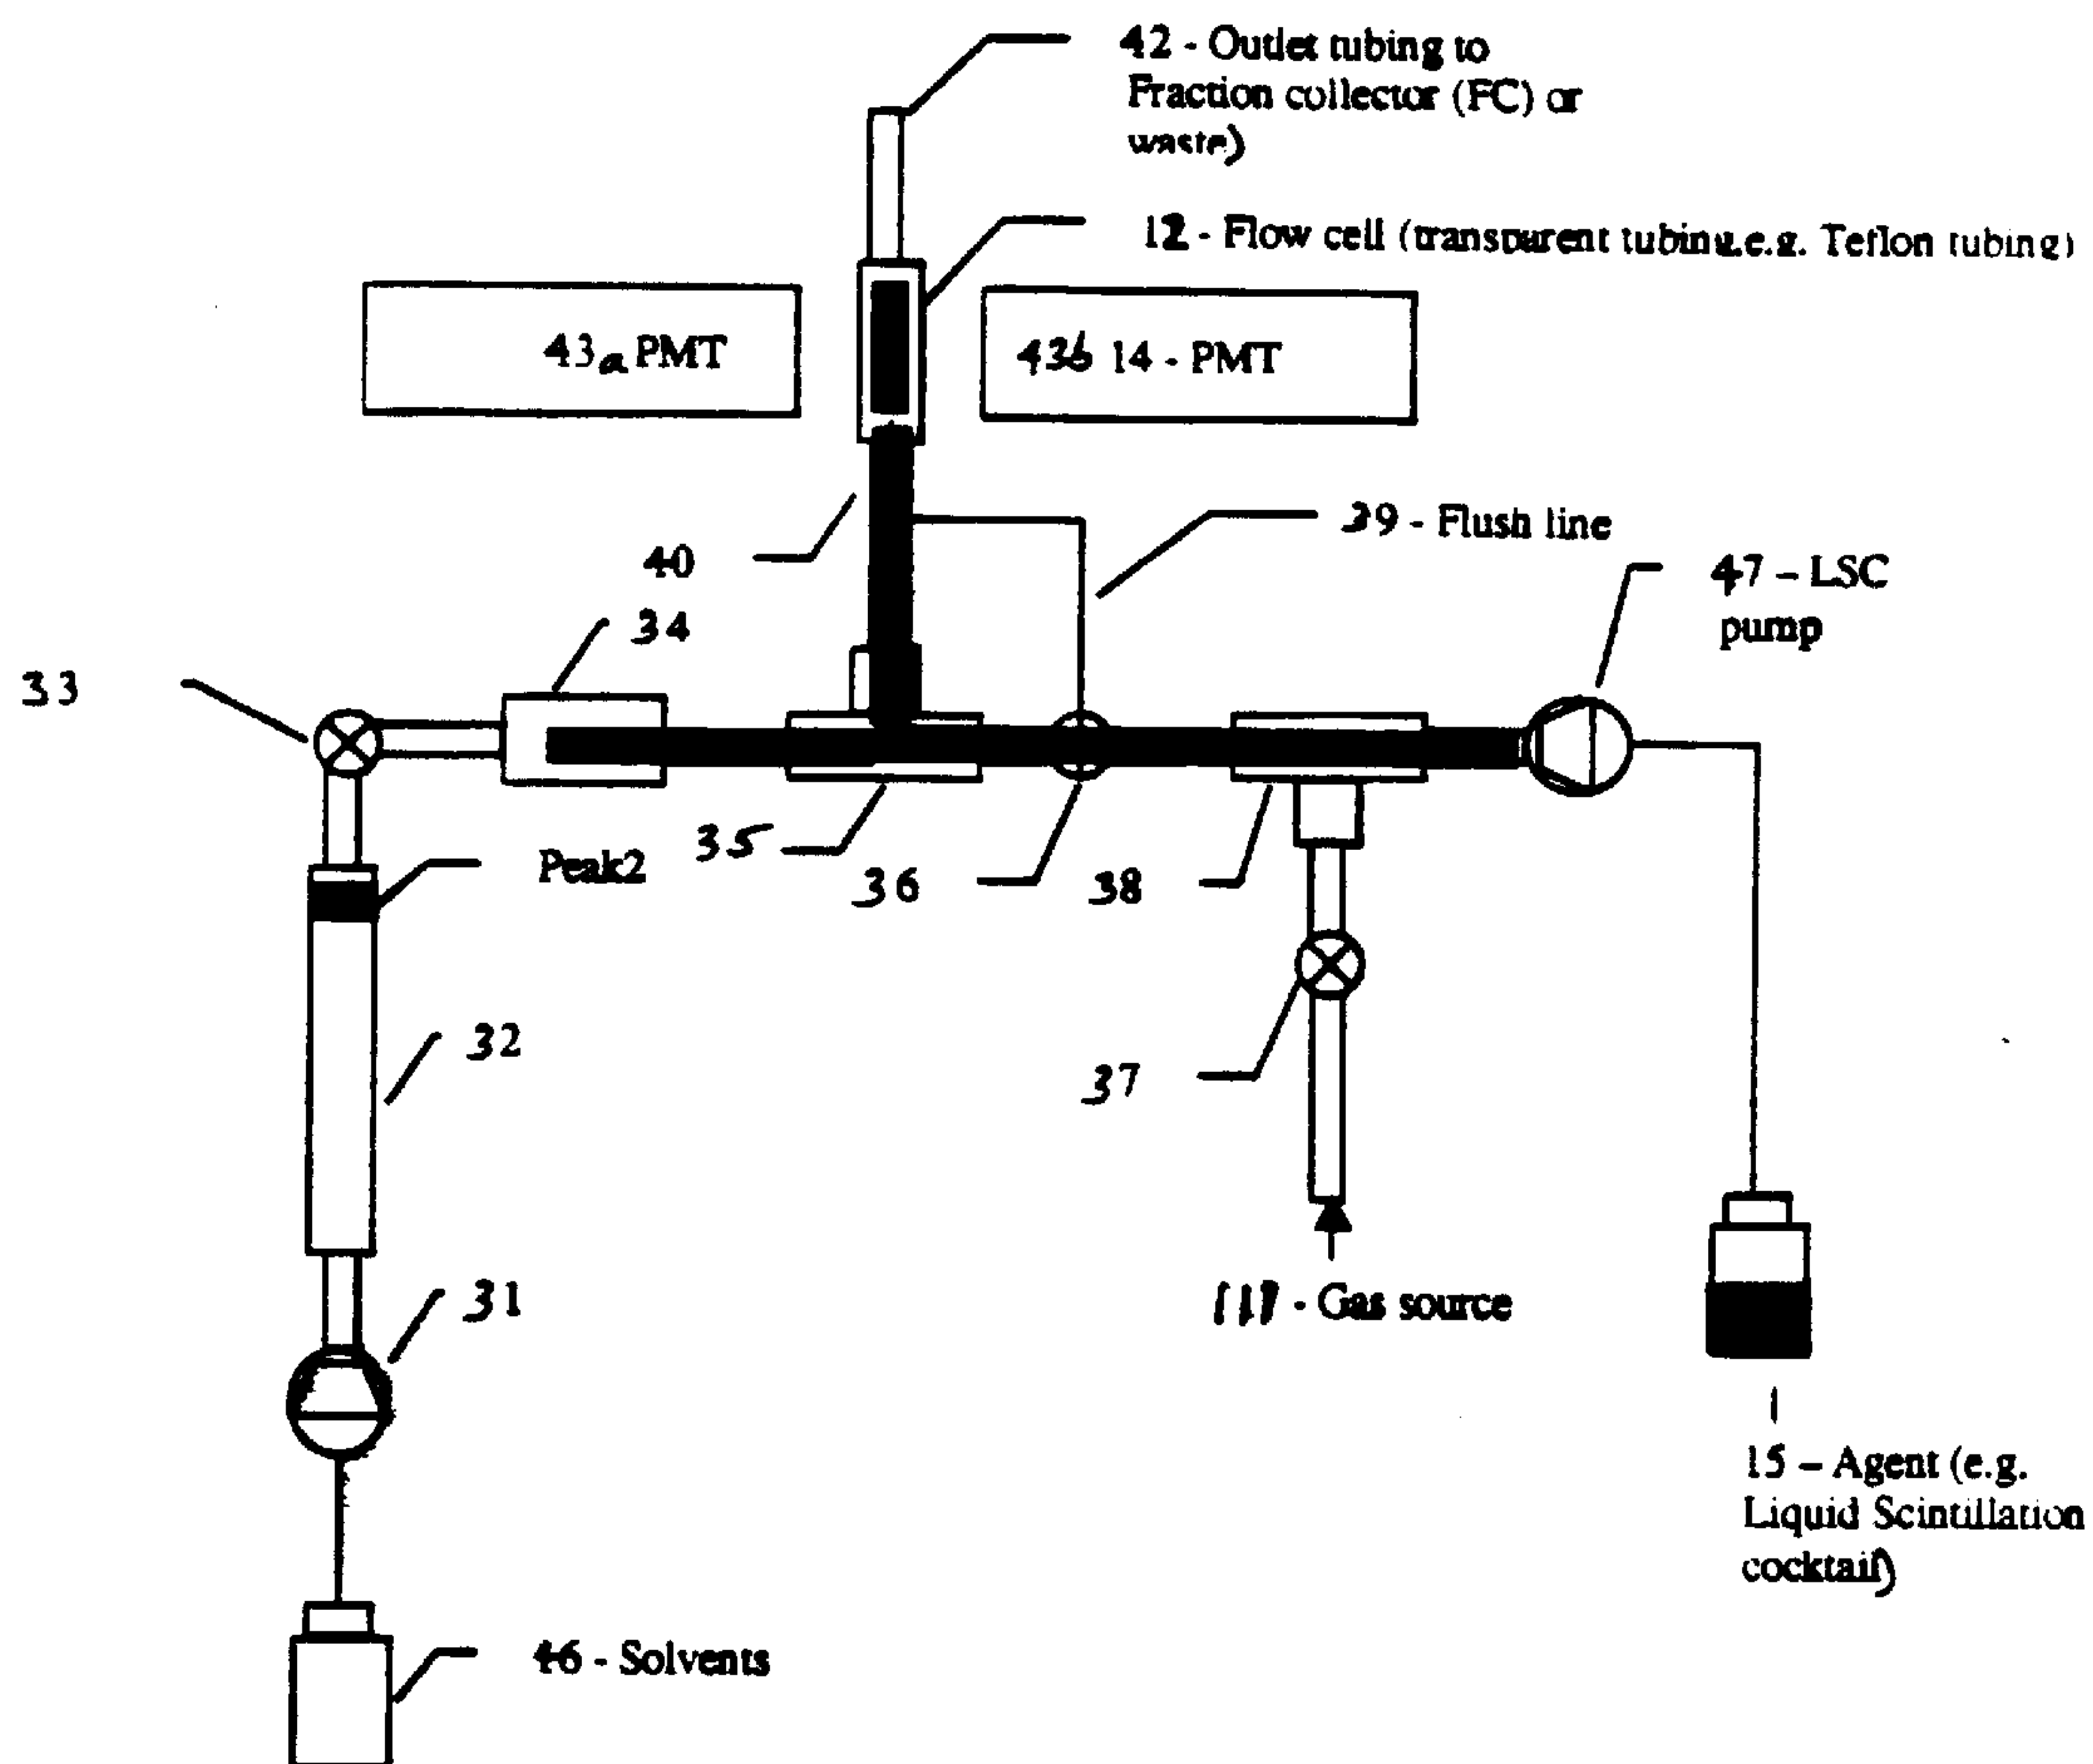 42 - Outlet tubing to
Fraction collector (FC) or
waste)
12 - Flow cell (transparent tubing.e.g. Teflon tubing)
43a PMT
43b 14 - PMT
39 - Flush line
40
47 – LSC
pump
34
33
35
Peak2
36
38
32
37
31
- Gas source
15 – Agent (e.g.
Liquid Scintillation
cocktail)
46 - Solvents